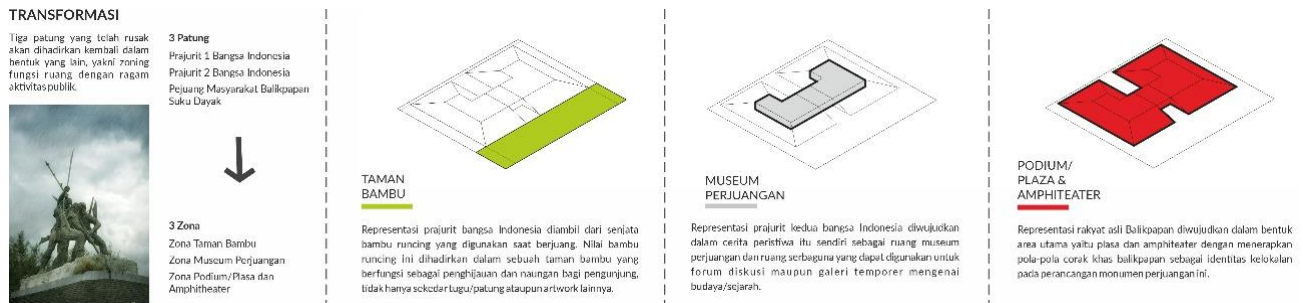 TRANSFORMASI
Tiga patung yang telah rusak
akan dihadirkan kembali dalam
bentuk yang lain, yakni zoning
fungsi ruang dengan ragam
aktivitas publik.
3 Patung
Prajurit 1 Bangsa Indonesia
Prajurit 2 Bangsa Indonesia
Pejuang Masyarakat Balikpapan
Suku Dayak
3 Zona
Zona Taman Bambu
Zona Museum Perjuangan
Zona Podium/Plasa dan
Amphitheater
TAMAN
BAMBU
Representasi prajurit bangsa Indonesia diambil dari senjata
bambu runcing yang digunakan saat berjuang. Nilai bambu
runcing ini dihadirkan dalam sebuah taman bambu yang
berfungsi sebagai penghijauan dan naungan bagi pengunjung,
tidak hanya sekedar tugu/patung ataupun artwork lainnya.
MUSEUM
PERJUANGAN
Representasi prajurit kedua bangsa Indonesia diwujudkan
dalam cerita peristiwa itu sendiri sebagai ruang museum
perjuangan dan ruang serbaguna yang dapat digunakan untuk
forum diskusi maupun galeri temporer mengenai
budaya/sejarah.
PODIUM/
PLAZA &
AMPHITEATER
Representasi rakyat asli Balikpapan diwujudkan dalam bentuk
area utama yaitu plasa dan amphiteater dengan menerapkan
pola-pola corak khas balikpapan sebagai identitas kelokalan
pada perancangan monumen perjuangan ini.